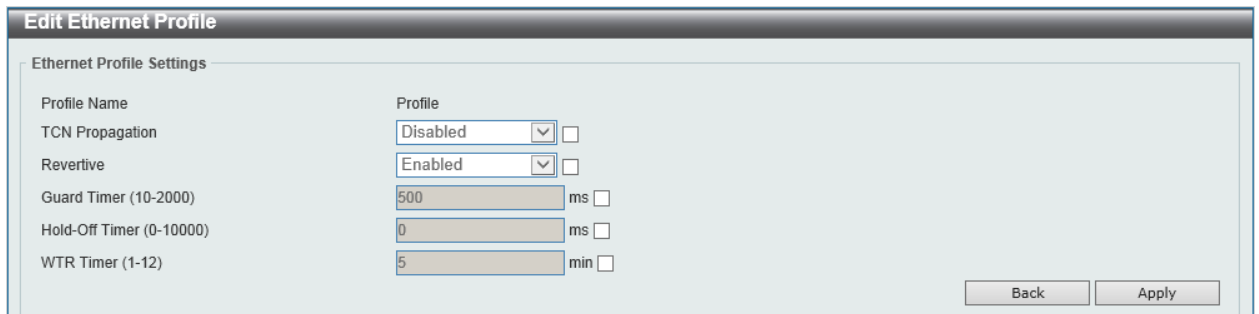 Edit Ethernet Profile
Ethernet Profile Settings
Profile Name Profile
TCN Propagation Disabled
Revertive Enabled
Guard Timer (10-2000) 500 ms
Hold-Off Timer (0-10000) 0 ms
WTR Timer (1-12) 5 min
Back Apply